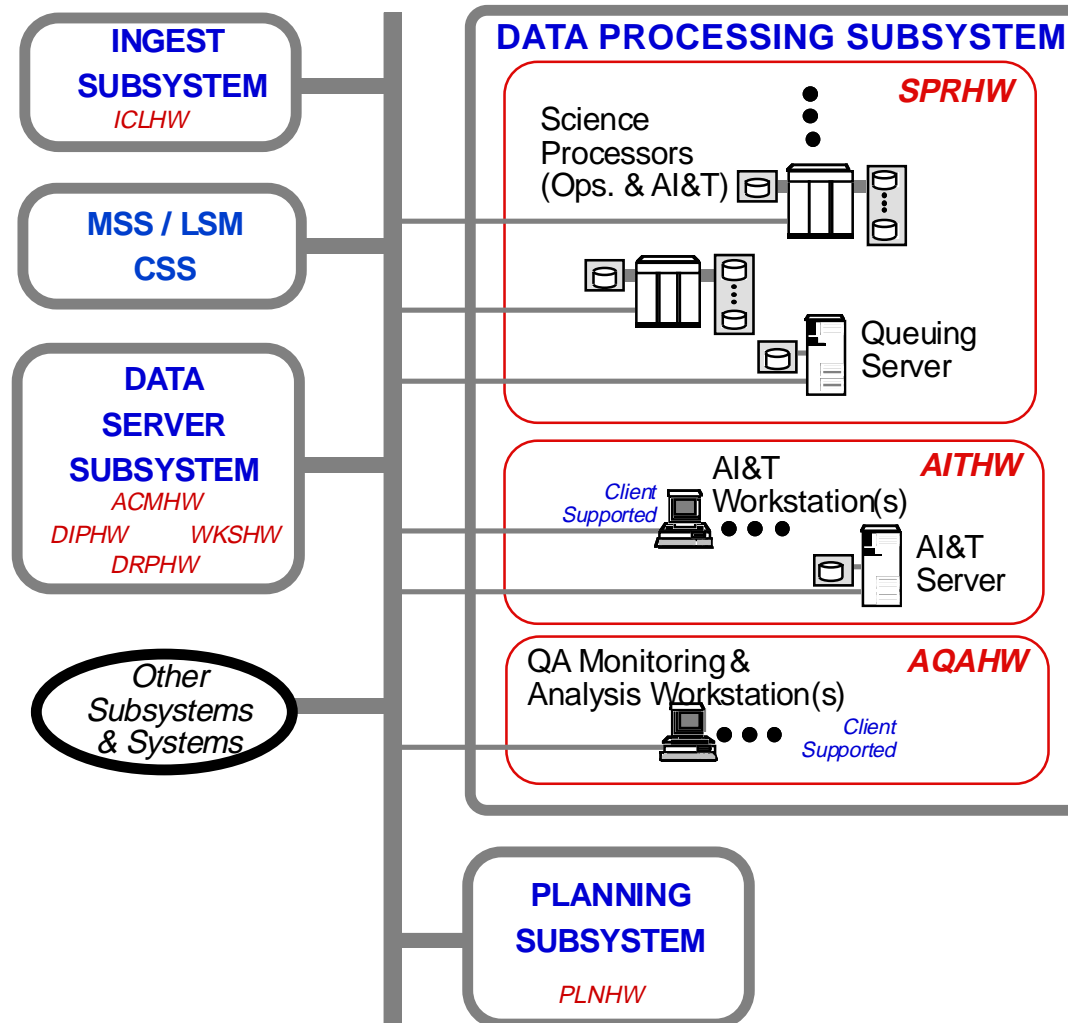 INGEST
SUBSYSTEM
ICLHW
MSS / LSM
CSS
DATA
SERVER
SUBSYSTEM
ACMHW
DIPHW WKSHW
DRPHW
Other
Subsystems
& Systems
DATA PROCESSING SUBSYSTEM
SPRHW
Science
Processors
(Ops. & AI&T)
Queuing
Server
AITHW
AI&T
Workstation(s)
Client
Supported
AI&T
Server
AQAHW
QA Monitoring &
Analysis Workstation(s)
Client
Supported
PLANNING
SUBSYSTEM
PLNHW